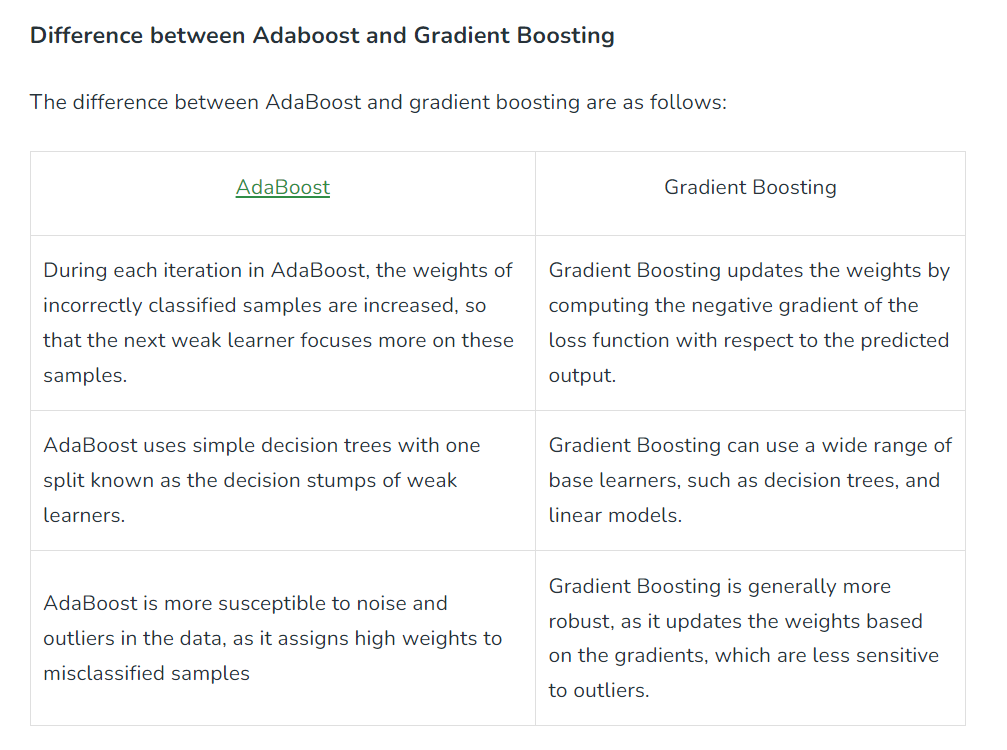 Difference between Adaboost and Gradient Boosting
The difference between AdaBoost and gradient boosting are as follows:
AdaBoost
Gradient Boosting
During each iteration in AdaBoost, the weights of
incorrectly classified samples are increased, so
that the next weak learner focuses more on these
samples.
Gradient Boosting updates the weights by
computing the negative gradient of the
loss function with respect to the predicted
output.
AdaBoost uses simple decision trees with one
split known as the decision stumps of weak
learners.
Gradient Boosting can use a wide range of
base learners, such as decision trees, and
linear models.
AdaBoost is more susceptible to noise and
outliers in the data, as it assigns high weights to
misclassified samples
Gradient Boosting is generally more
robust, as it updates the weights based
on the gradients, which are less sensitive
to outliers.